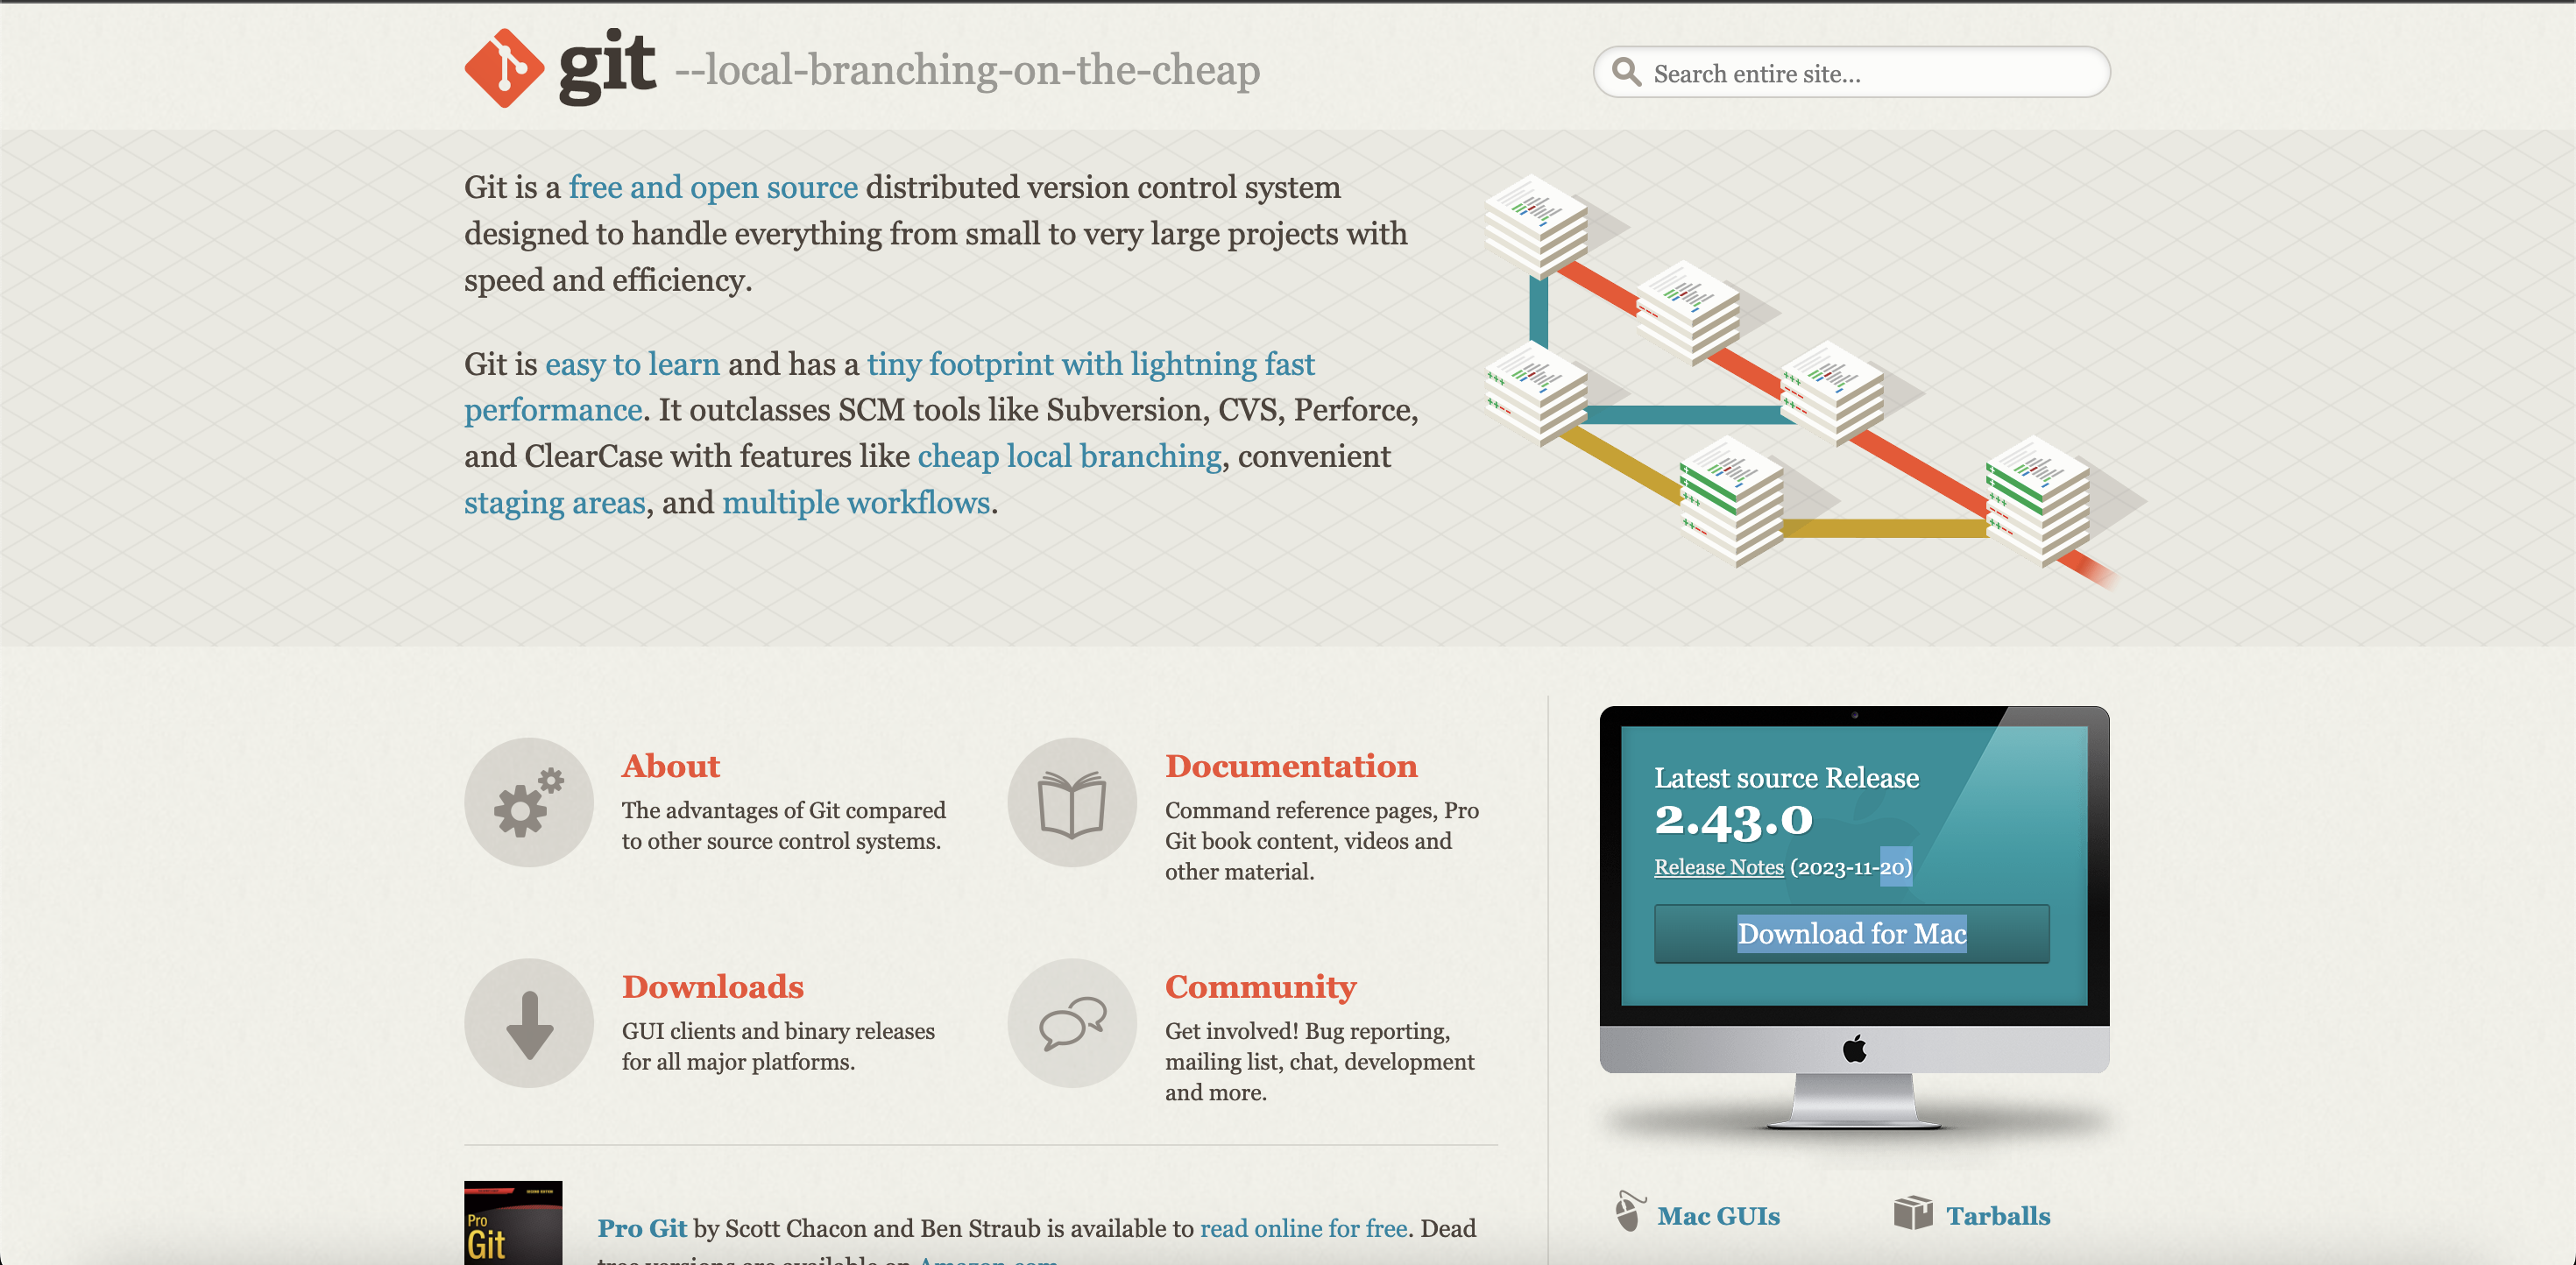 git --local-branching-on-the-cheap
Search entire site...
Git is a free and open source distributed version control system
designed to handle everything from small to very large projects with
speed and efficiency.
Git is easy to learn and has a tiny footprint with lightning fast
performance. It outclasses SCM tools like Subversion, CVS, Perforce,
and ClearCase with features like cheap local branching, convenient
staging areas, and multiple workflows.
About
The advantages of Git compared
to other source control systems.
Documentation
Command reference pages, Pro
Git book content, videos and
other material.
Downloads
GUI clients and binary releases
for all major platforms.
Community
Get involved! Bug reporting,
mailing list, chat, development
and more.
Latest source Release
2.43.0
Release Notes (2023-11-20)
Download for Mac
Mac GUIs
Tarballs
Pro
Git
Pro Git by Scott Chacon and Ben Straub is available to read online for free. Dead
tree versions are available on Amazon.com